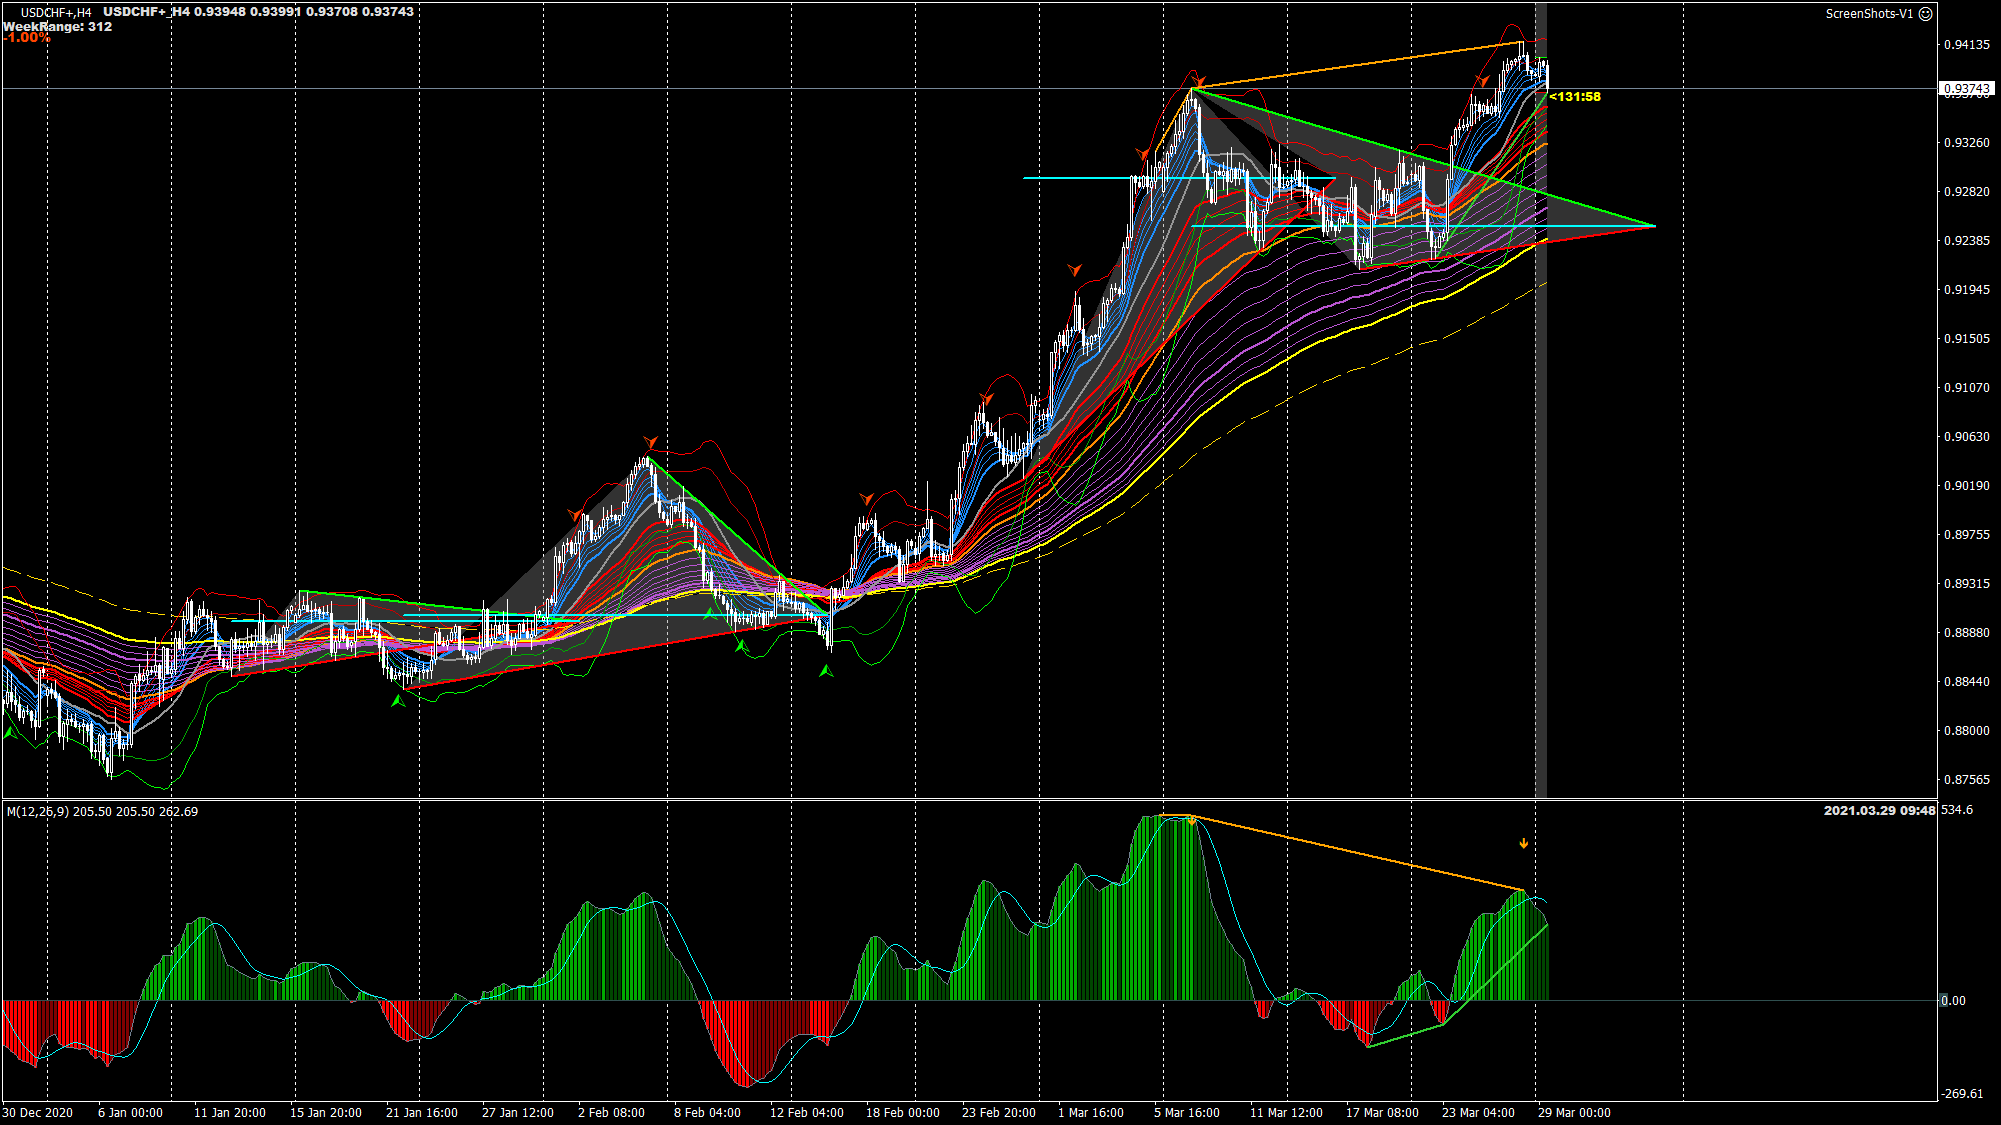 USDCHF+,H4 USDCHF+_H4 0.93948 0.93991 0.93708 0.93743
ScreenShots-V1
WeekRange: 312
-1.00%
0.94135
0.93743
<131:58
0.93260
0.92820
0.92385
0.91945
0.91505
0.91070
0.90630
0.90190
0.89755
0.89315
0.88880
0.88440
0.88000
0.87565
M(12,26,9) 205.50 205.50 262.69
2021.03.29 09:48
534.6
0.00
-269.61
30 Dec 2020
6 Jan 00:00
11 Jan 20:00
15 Jan 20:00
21 Jan 16:00
27 Jan 12:00
2 Feb 08:00
8 Feb 04:00
12 Feb 04:00
18 Feb 00:00
23 Feb 20:00
1 Mar 16:00
5 Mar 16:00
11 Mar 12:00
17 Mar 08:00
23 Mar 04:00
29 Mar 00:00